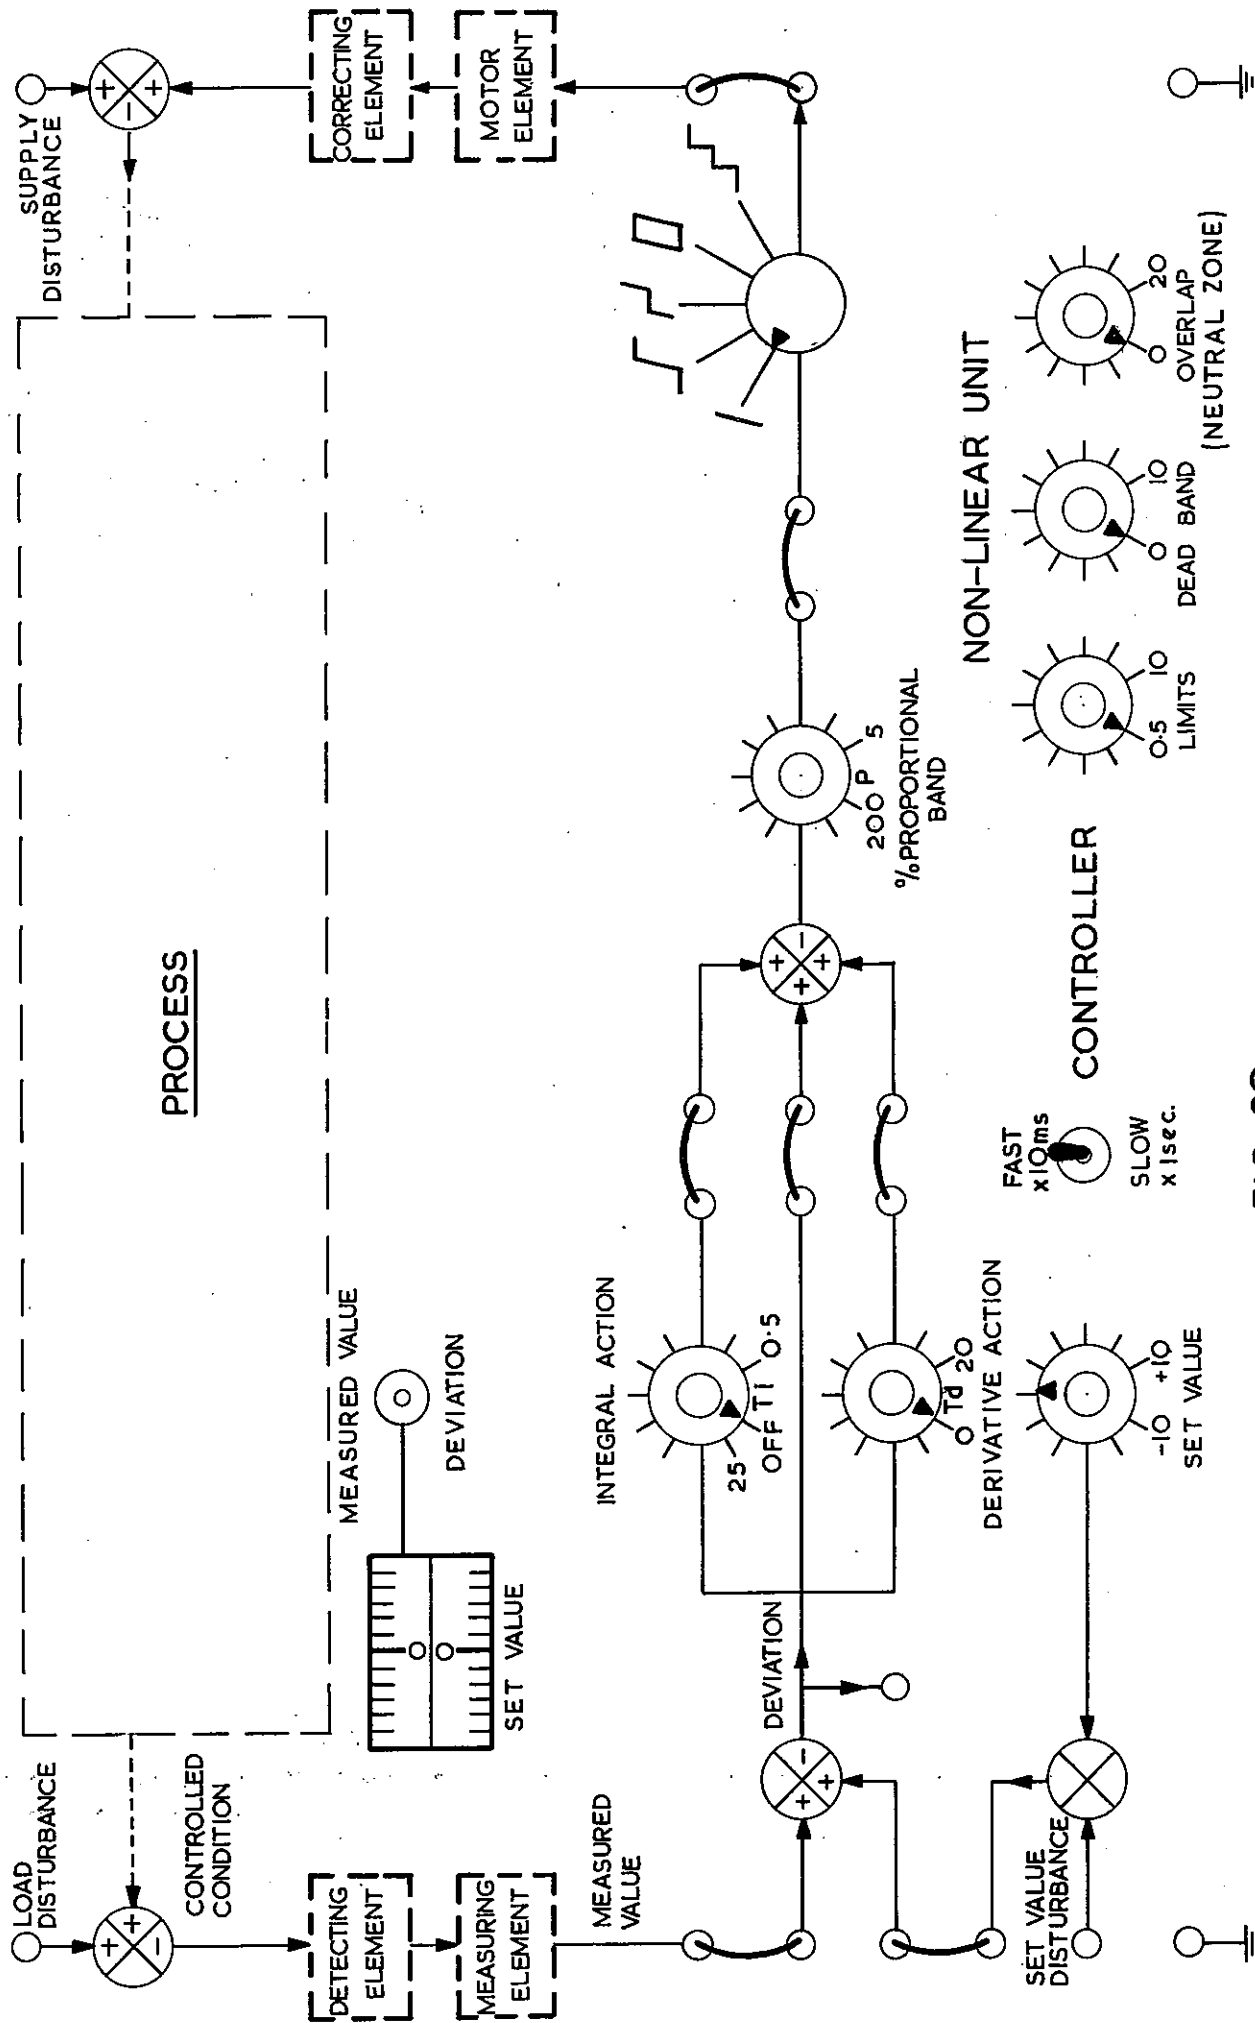 LOAD
DISTURBANCE
CONTROLLED
CONDITION
DETECTING
ELEMENT
MEASURING
ELEMENT
MEASURED
VALUE
PROCESS
SUPPLY
DISTURBANCE
CORRECTING
ELEMENT
MOTOR
ELEMENT
MEASURED VALUE
SET VALUE
DEVIATION
DEVIATION
INTEGRAL ACTION
25
OFF TI 0·5
0 Td 20
DERIVATIVE ACTION
200 P 5
% PROPORTIONAL
BAND
SET VALUE
DISTURBANCE
-10 +10
SET VALUE
FAST
x10ms
SLOW
x 1sec.
CONTROLLER
NON-LINEAR UNIT
0·5 10
LIMITS
0 10
DEAD BAND
0 20
OVERLAP
(NEUTRAL ZONE)